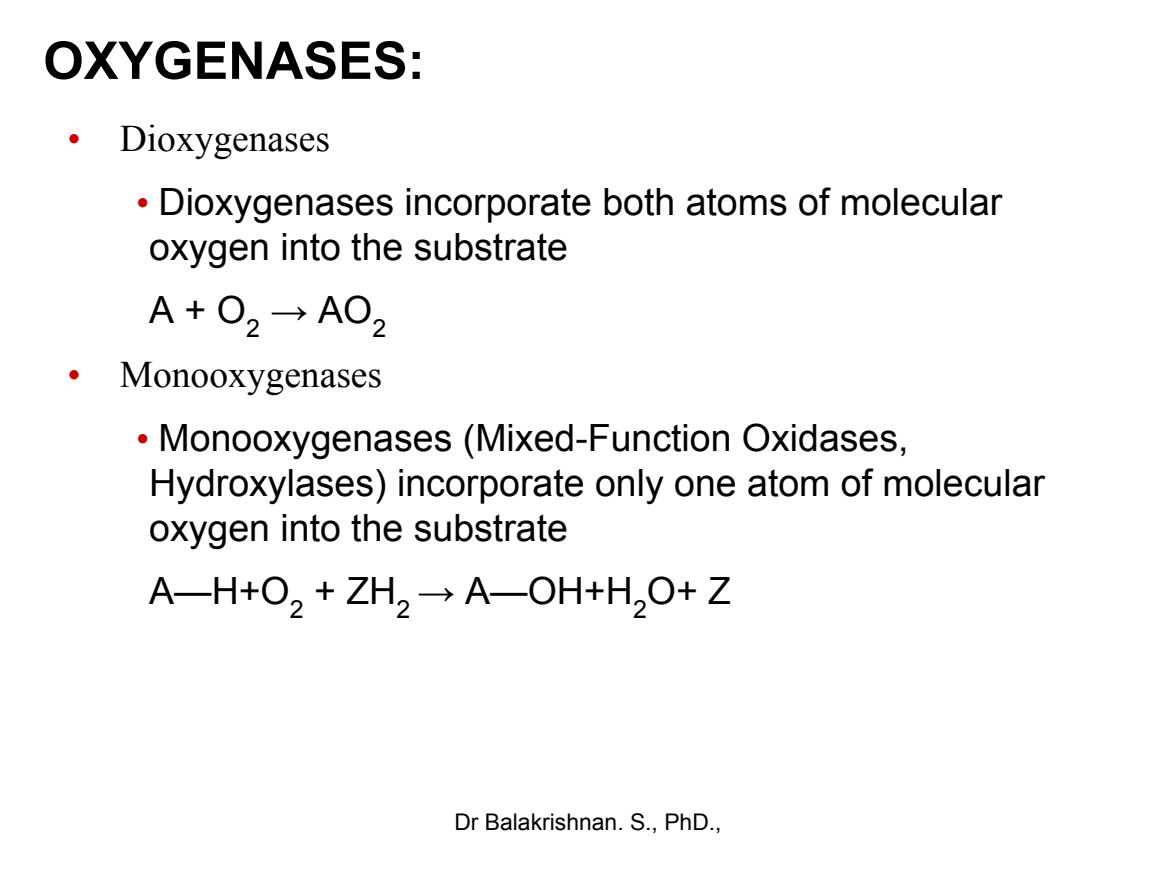 OXYGENASES:
• Dioxygenases
• Dioxygenases incorporate both atoms of molecular
oxygen into the substrate
A + O₂ → AO₂
• Monooxygenases
• Monooxygenases (Mixed-Function Oxidases,
Hydroxylases) incorporate only one atom of molecular
oxygen into the substrate
A—H+O₂ + ZH₂ → A—OH+H₂O+ Z
Dr Balakrishnan. S., PhD.,